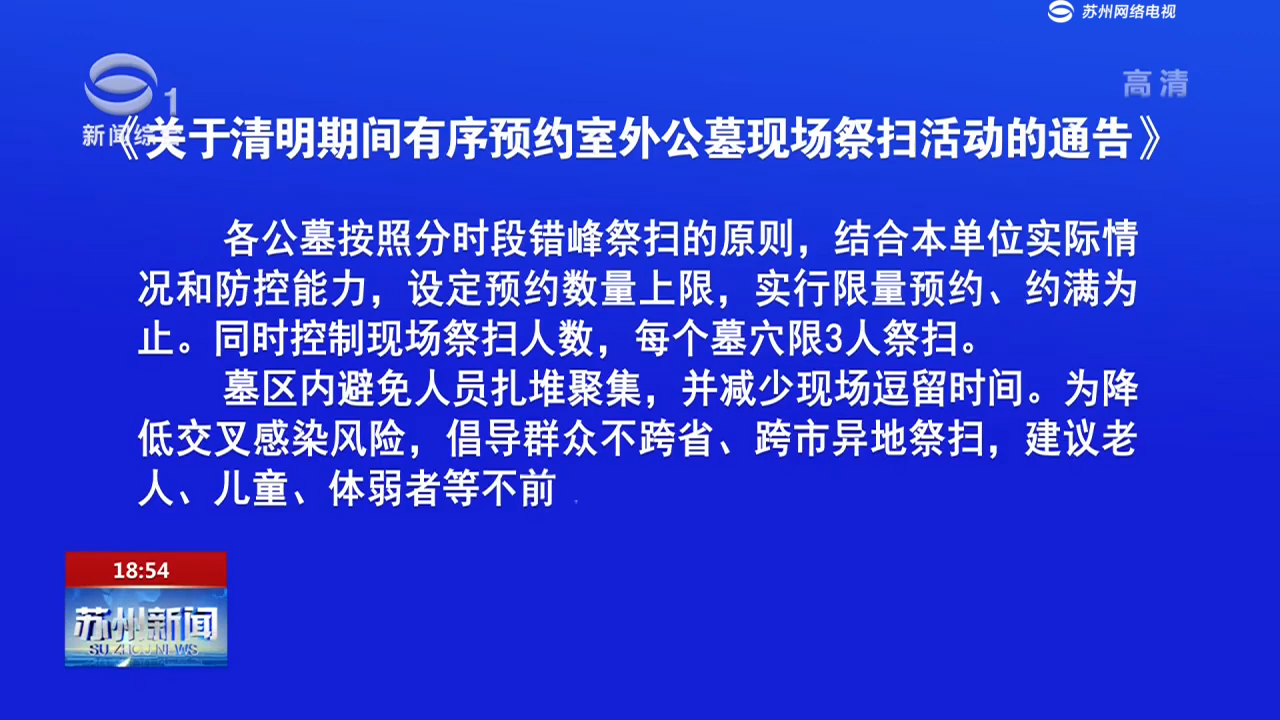 苏州网络电视
高清
1
新闻综合
《关于清明期间有序预约室外公墓现场祭扫活动的通告》
各公墓按照分时段错峰祭扫的原则，结合本单位实际情
况和防控能力，设定预约数量上限，实行限量预约、约满为
止。同时控制现场祭扫人数，每个墓穴限3人祭扫。
墓区内避免人员扎堆聚集，并减少现场逗留时间。为降
低交叉感染风险，倡导群众不跨省、跨市异地祭扫，建议老
人、儿童、体弱者等不前
18:54
苏州新闻
SU ZHOU NEWS